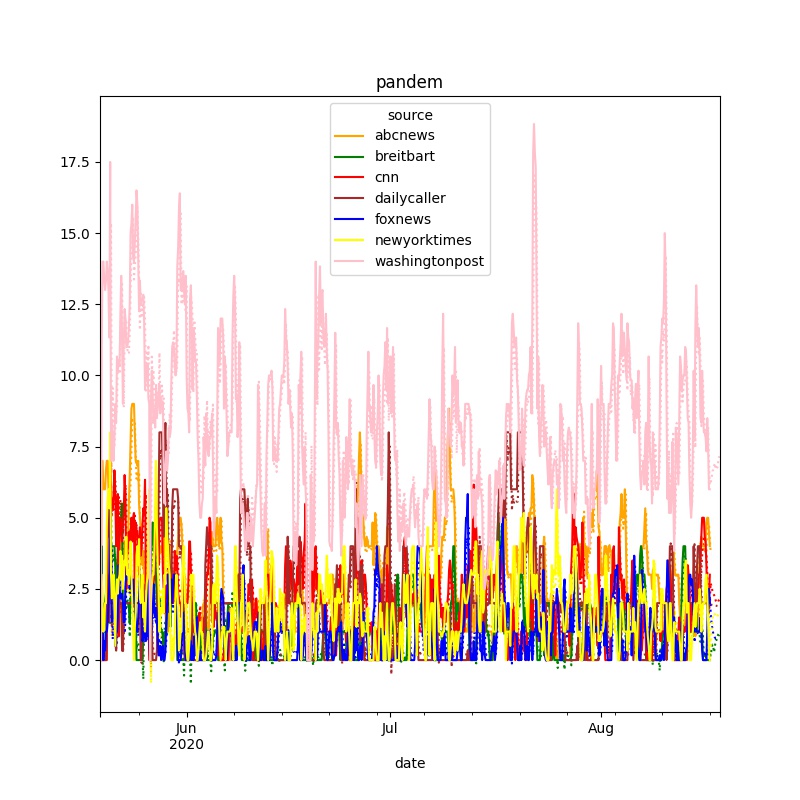 pandem
source
abcnews
breitbart
cnn
dailycaller
foxnews
newyorktimes
washingtonpost
17.5
15.0
12.5
10.0
7.5
5.0
2.5
0.0
Jun
2020
Jul
Aug
date